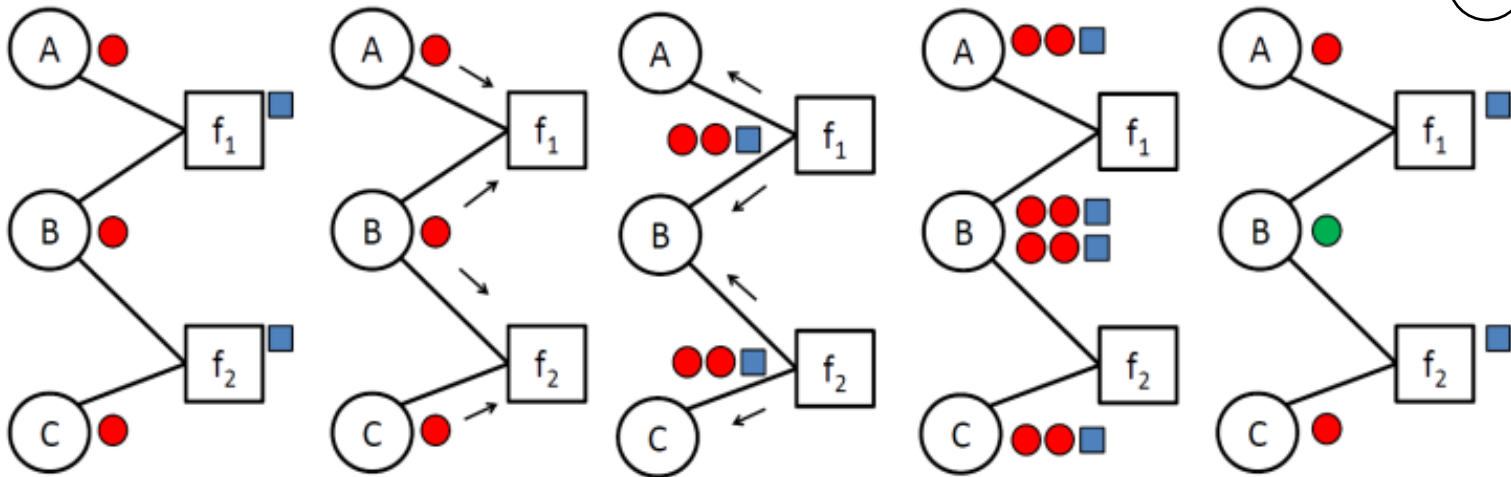 A A A A A
f₁ f₁ f₁ f₁ f₁
B B B B B
f₂ f₂ f₂ f₂ f₂
C C C C C